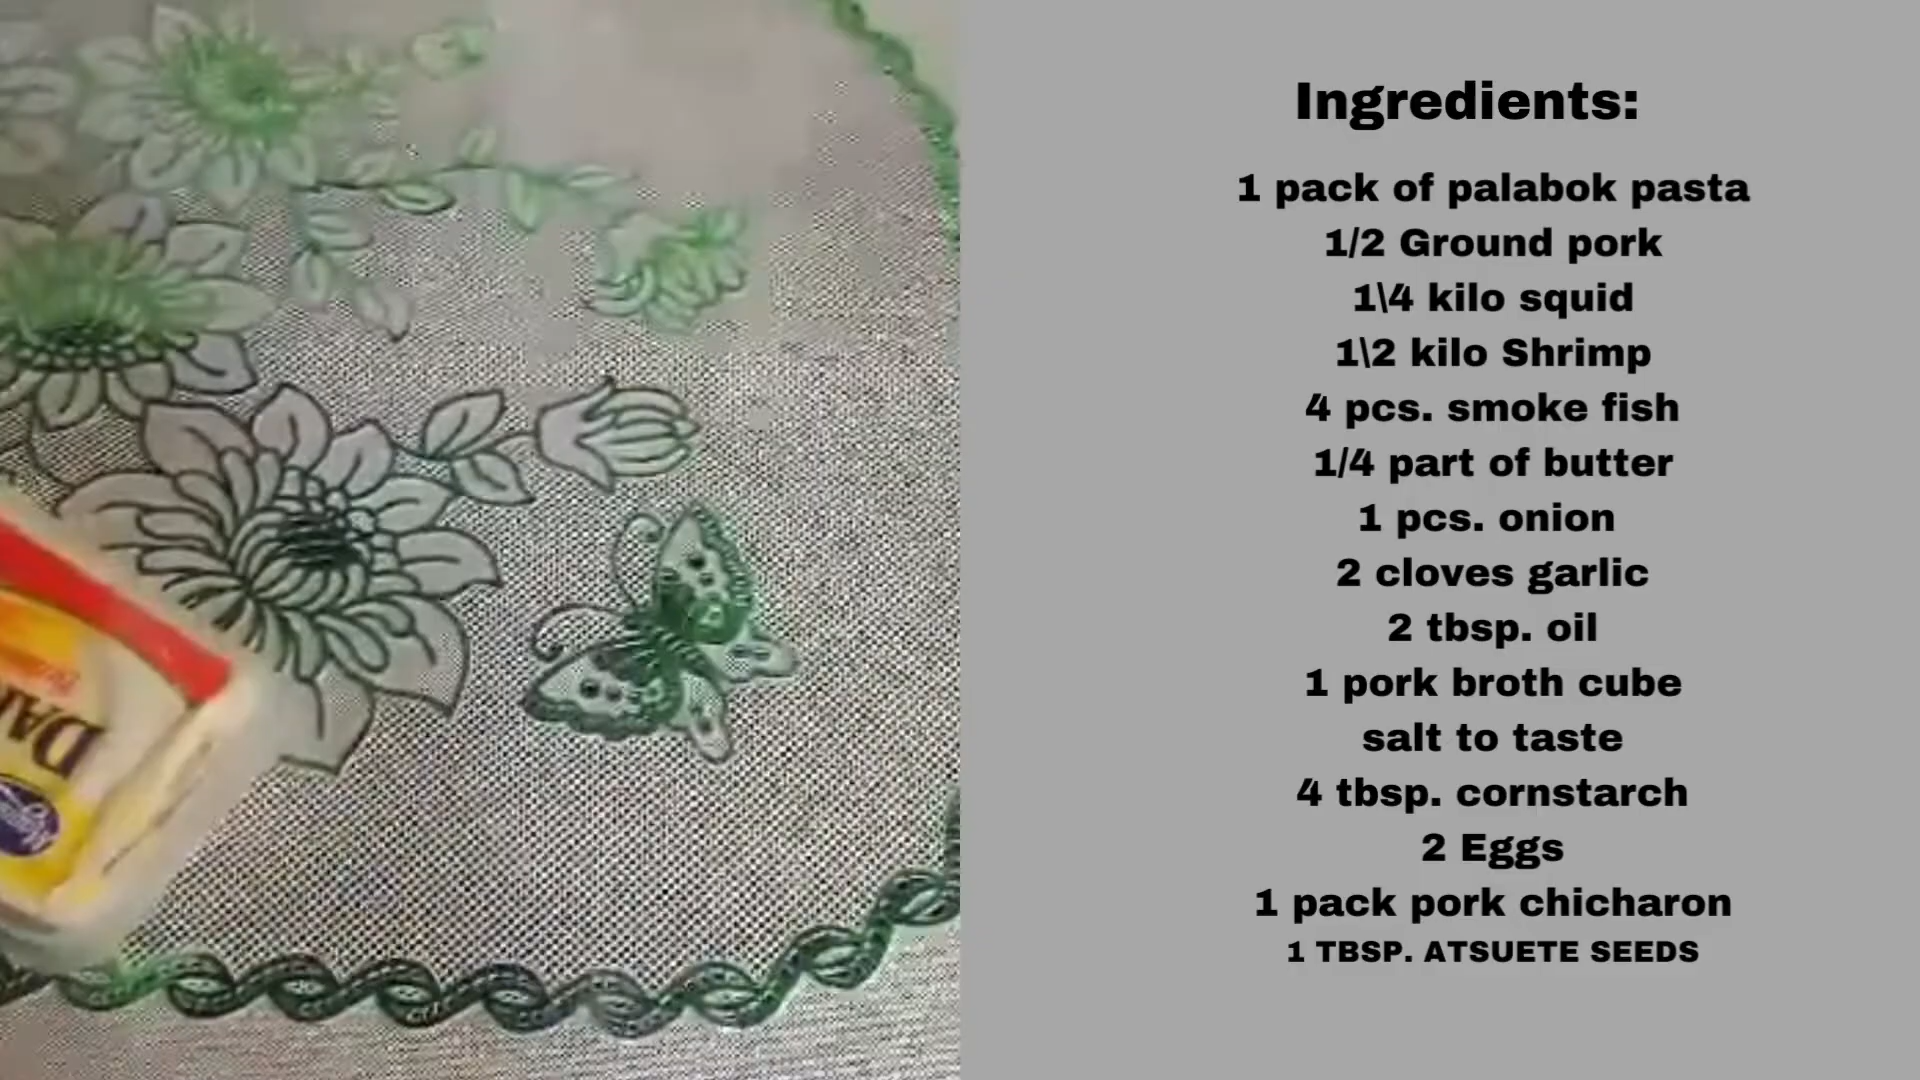 Ingredients:
1 pack of palabok pasta
1/2 Ground pork
1\4 kilo squid
1\2 kilo Shrimp
4 pcs. smoke fish
1/4 part of butter
1 pcs. onion
2 cloves garlic
2 tbsp. oil
1 pork broth cube
salt to taste
4 tbsp. cornstarch
2 Eggs
1 pack pork chicharon
1 TBSP. ATSUETE SEEDS